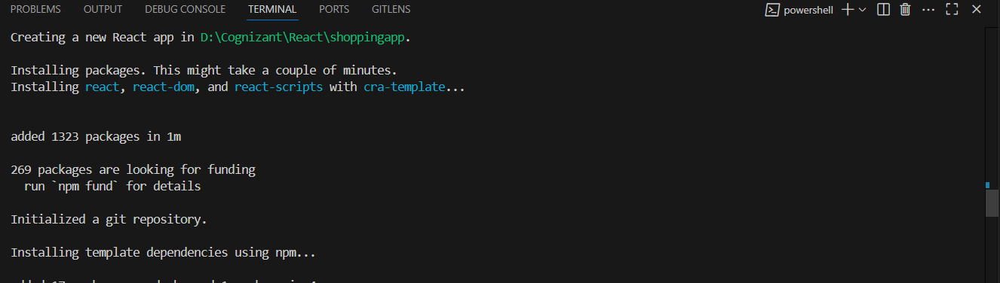 PROBLEMS OUTPUT DEBUG CONSOLE TERMINAL PORTS GITLENS powershell
Creating a new React app in D:\Cognizant\React\shoppingapp.
Installing packages. This might take a couple of minutes.
Installing react, react-dom, and react-scripts with cra-template...
added 1323 packages in 1m
269 packages are looking for funding
  run `npm fund` for details
Initialized a git repository.
Installing template dependencies using npm...